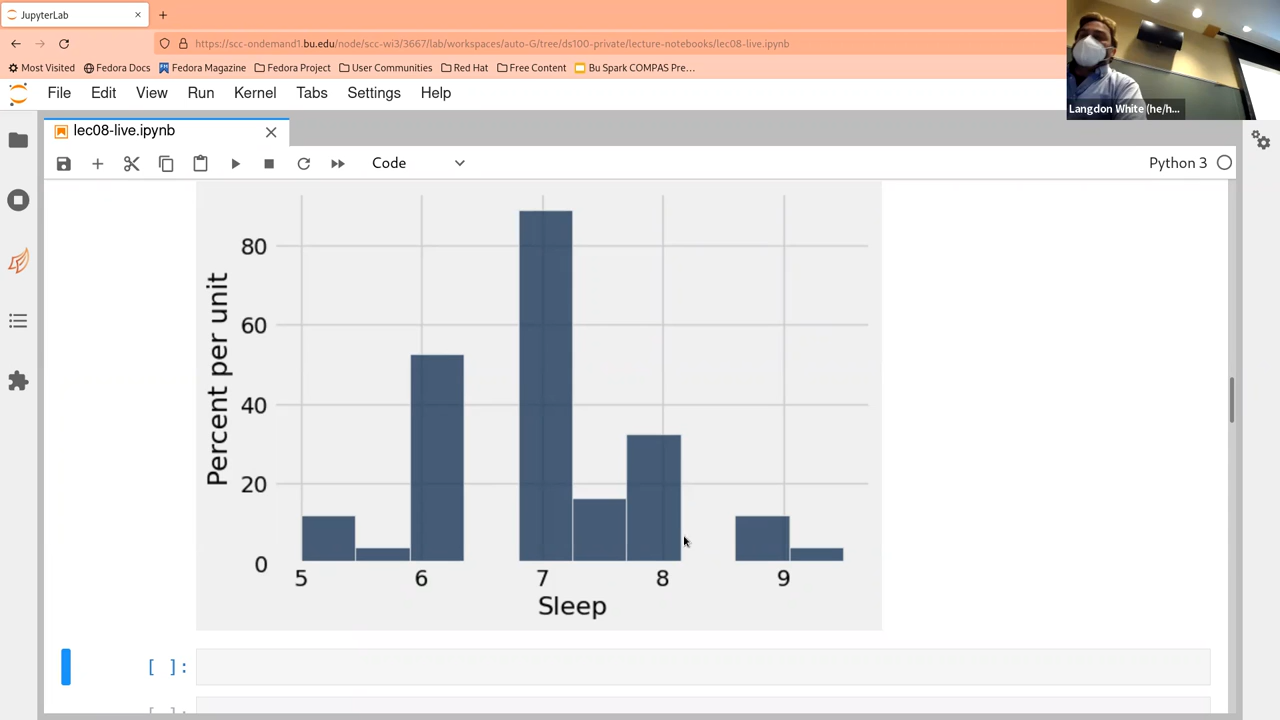 JupyterLab
https://scc-ondemand1.bu.edu/node/scc-wi3/3667/lab/workspaces/auto-G/tree/ds100-private/lecture-notebooks/lec08-live.ipynb
Most Visited Fedora Docs Fedora Magazine Fedora Project User Communities Red Hat Free Content Bu Spark COMPAS Pre...
Langdon White (he/h...
File Edit View Run Kernel Tabs Settings Help
lec08-live.ipynb
Code Python 3
Percent per unit
80
60
40
20
0
5 6 7 8 9
Sleep
[ ]:
[ ]: